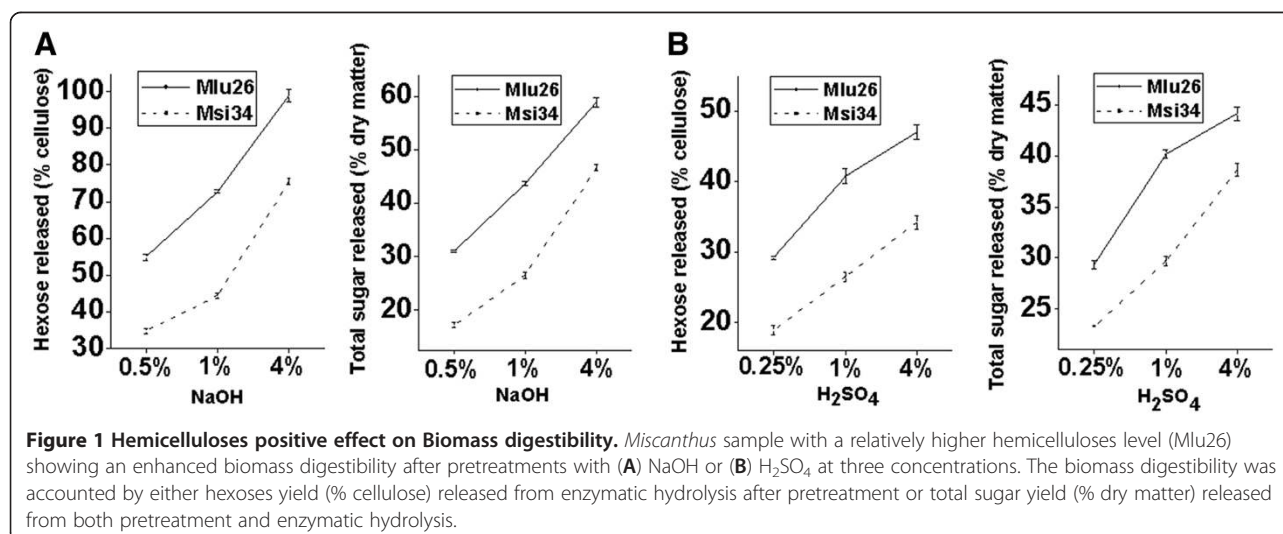 A
B
Hexose released (% cellulose)
100
90
80
70
60
50
40
30
Mlu26
Msi34
0.5% 1% 4%
NaOH
Total sugar released (% dry matter)
60
50
40
30
20
Mlu26
Msi34
0.5% 1% 4%
NaOH
Hexose released (% cellulose)
50
40
30
20
Mlu26
Msi34
0.25% 1% 4%
H₂SO₄
Total sugar released (% dry matter)
45
40
35
30
25
Mlu26
Msi34
0.25% 1% 4%
H₂SO₄
Figure 1 Hemicelluloses positive effect on Biomass digestibility. Miscanthus sample with a relatively higher hemicelluloses level (Mlu26)
showing an enhanced biomass digestibility after pretreatments with (A) NaOH or (B) H₂SO₄ at three concentrations. The biomass digestibility was
accounted by either hexoses yield (% cellulose) released from enzymatic hydrolysis after pretreatment or total sugar yield (% dry matter) released
from both pretreatment and enzymatic hydrolysis.